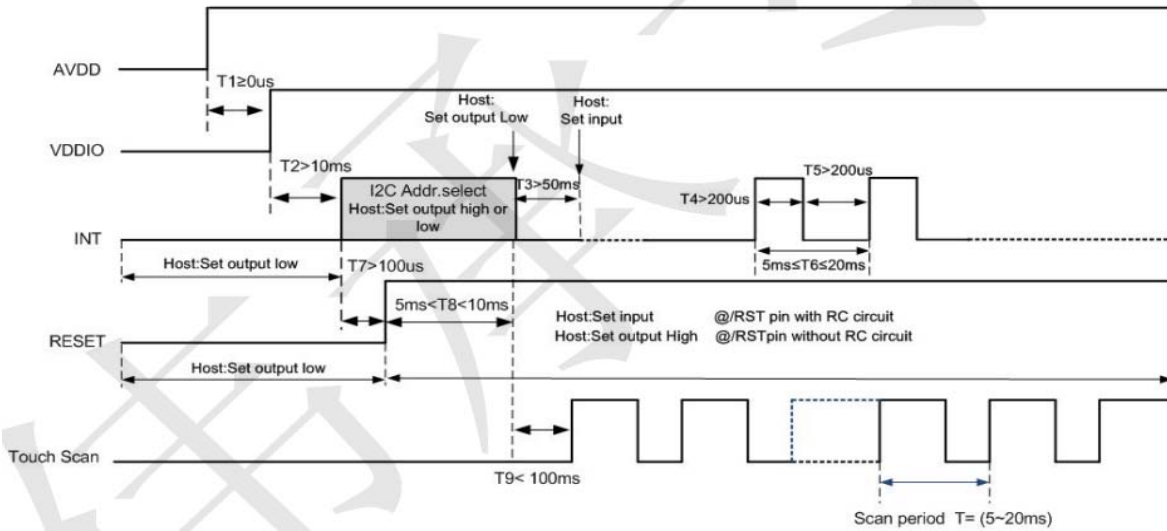 AVDD
T1≥0us
Host:
Set output Low
Host:
Set input
VDDIO
T2>10ms
I2C Addr.select
Host:Set output high or
low
T3>50ms
T4>200us
T5>200us
INT
Host:Set output low
T7>100us
5ms≤T6≤20ms
5ms<T8<10ms
Host:Set input @/RST pin with RC circuit
Host:Set output High @/RSTpin without RC circuit
RESET
Host:Set output low
Touch Scan
T9< 100ms
Scan period T= (5~20ms)